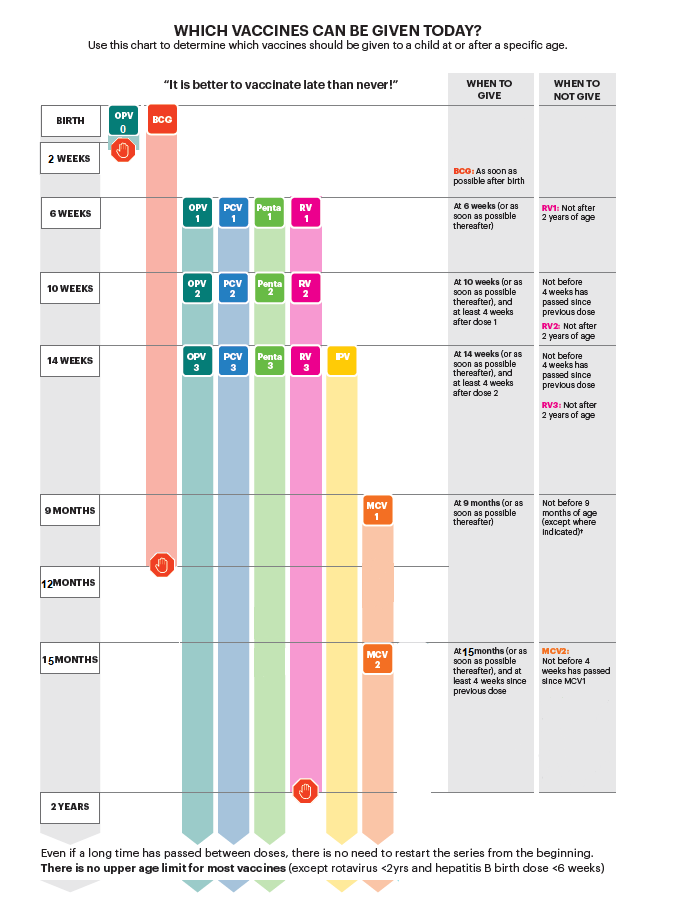 WHICH VACCINES CAN BE GIVEN TODAY?
Use this chart to determine which vaccines should be given to a child at or after a specific age.
“It is better to vaccinate late than never!”
WHEN TO
GIVE
WHEN TO
NOT GIVE
BIRTH
OPV
0
BCG
2 WEEKS
BCG: As soon as
possible after birth
6 WEEKS
OPV
1
PCV
1
Penta
1
RV
1
At 6 weeks (or as
soon as possible
thereafter)
RV1: Not after
2 years of age
10 WEEKS
OPV
2
PCV
2
Penta
2
RV
2
At 10 weeks (or as
soon as possible
thereafter), and
at least 4 weeks
after dose 1
Not before
4 weeks has
passed since
previous dose
RV2: Not after
2 years of age
14 WEEKS
OPV
3
PCV
3
Penta
3
RV
3
IPV
At 14 weeks (or as
soon as possible
thereafter), and
at least 4 weeks
after dose 2
Not before
4 weeks has
passed since
previous dose
RV3: Not after
2 years of age
9 MONTHS
MCV
1
At 9 months (or as
soon as possible
thereafter)
Not before 9
months of age
(except where
indicated)†
12MONTHS
15MONTHS
MCV
2
At 15months (or as
soon as possible
thereafter), and at
least 4 weeks since
previous dose
MCV2:
Not before 4
weeks has passed
since MCV1
2 YEARS
Even if a long time has passed between doses, there is no need to restart the series from the beginning.
There is no upper age limit for most vaccines (except rotavirus <2yrs and hepatitis B birth dose <6 weeks)